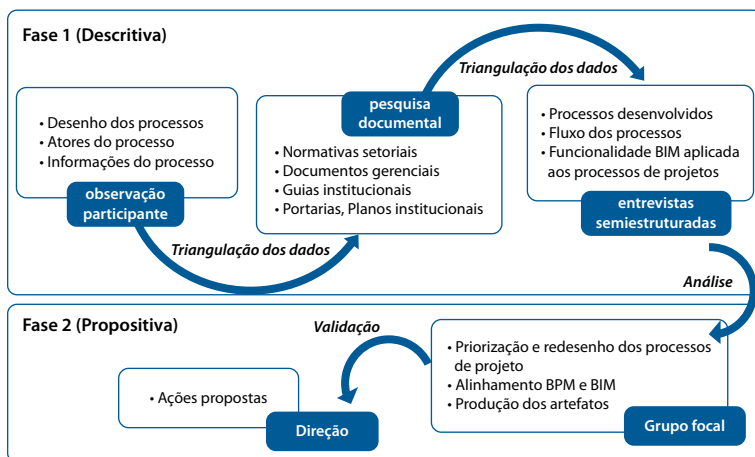 Fase 1 (Descritiva)
• Desenho dos processos
• Atores do processo
• Informações do processo
observação
participante
Triangulação dos dados
pesquisa
documental
• Normativas setoriais
• Documentos gerenciais
• Guias institucionais
• Portarias, Planos institucionais
Triangulação dos dados
• Processos desenvolvidos
• Fluxo dos processos
• Funcionalidade BIM aplicada
aos processos de projetos
entrevistas
semiestruturadas
Análise
Fase 2 (Propositiva)
Validação
• Priorização e redesenho dos processos
de projeto
• Alinhamento BPM e BIM
• Produção dos artefatos
Grupo focal
• Ações propostas
Direção